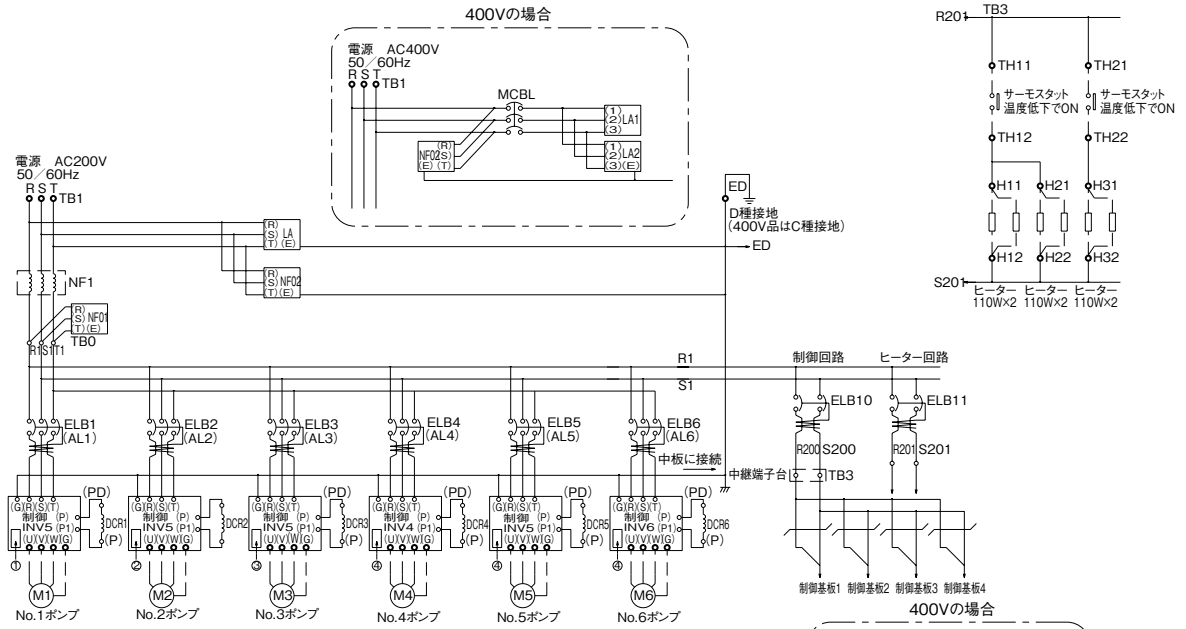 400Vの場合
電源 AC400V
50/60Hz
R S T
TB1
MCBL
(1)
(2) LA1
(3)
(1)
(2) LA2
(3)(E)
(R)
NF02(S)
(E)(T)
電源 AC200V
50/60Hz
R S T
TB1
(R)
(S) LA
(T)(E)
(R)
(S) NF02
(T)(E)
ED
D種接地
(400V品はC種接地)
ED
NF1
(R)
(S) NF01
(T)(E)
TB0
R1S1T1
R201
TB3
TH11
TH21
サーモスタット
温度低下でON
サーモスタット
温度低下でON
TH12
TH22
H11
H21
H31
H12
H22
H32
S201
ヒーター
110W×2
ヒーター
110W×2
ヒーター
110W×2
R1
S1
制御回路
ヒーター回路
ELB1
(AL1)
ELB2
(AL2)
ELB3
(AL3)
ELB4
(AL4)
ELB5
(AL5)
ELB6
(AL6)
ELB10
ELB11
中板に接続
R200
S200
R201
S201
中継端子台
TB3
(G)(R)(S)(T)
制御 (P)
INV5 (P1)
(U)(V)(W)(G)
(PD)
DCR1
(P)
①
M1
No.1ポンプ
(G)(R)(S)(T)
制御 (P)
INV5 (P1)
(U)(V)(W)(G)
(PD)
DCR2
(P)
②
M2
No.2ポンプ
(G)(R)(S)(T)
制御 (P)
INV5 (P1)
(U)(V)(W)(G)
(PD)
DCR3
(P)
③
M3
No.3ポンプ
(G)(R)(S)(T)
制御 (P)
INV4 (P1)
(U)(V)(W)(G)
(PD)
DCR4
(P)
④
M4
No.4ポンプ
(G)(R)(S)(T)
制御 (P)
INV5 (P1)
(U)(V)(W)(G)
(PD)
DCR5
(P)
④
M5
No.5ポンプ
(G)(R)(S)(T)
制御 (P)
INV6 (P1)
(U)(V)(W)(G)
(PD)
DCR6
(P)
④
M6
No.6ポンプ
制御基板1
制御基板2
制御基板3
制御基板4
400Vの場合